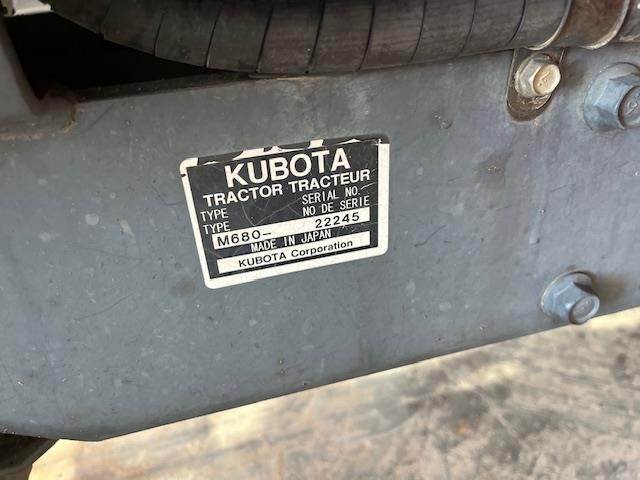 KUBOTA
TRACTOR TRACTEUR
TYPE SERIAL NO.
TYPE NO DE SERIE
M680- 22245
MADE IN JAPAN
KUBOTA Corporation